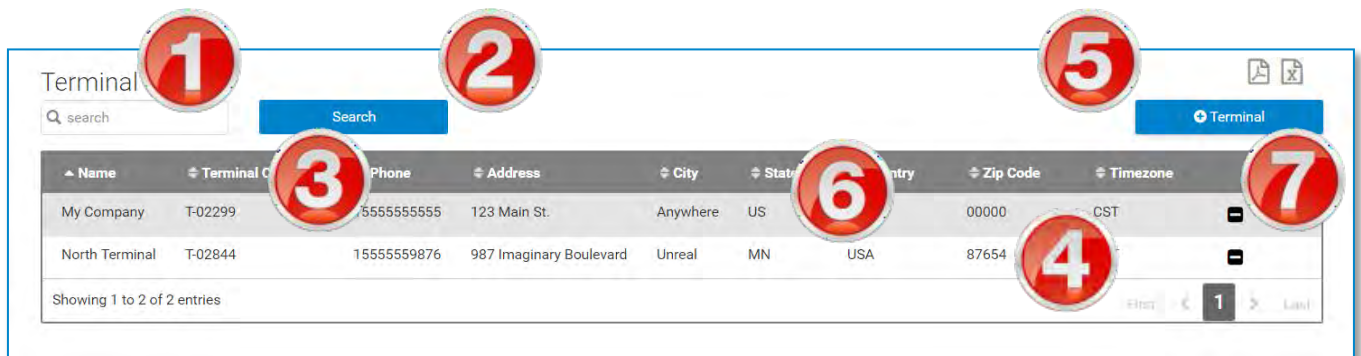 1
2
5
Terminal
search
Search
Terminal
3
6
7
Name
Terminal
Phone
Address
City
State
Zip Code
Timezone
My Company
T-02299
15555555555
123 Main St.
Anywhere
US
00000
CST
4
North Terminal
T-02844
15555559876
987 Imaginary Boulevard
Unreal
MN
USA
87654
Showing 1 to 2 of 2 entries
First < 1 > Last